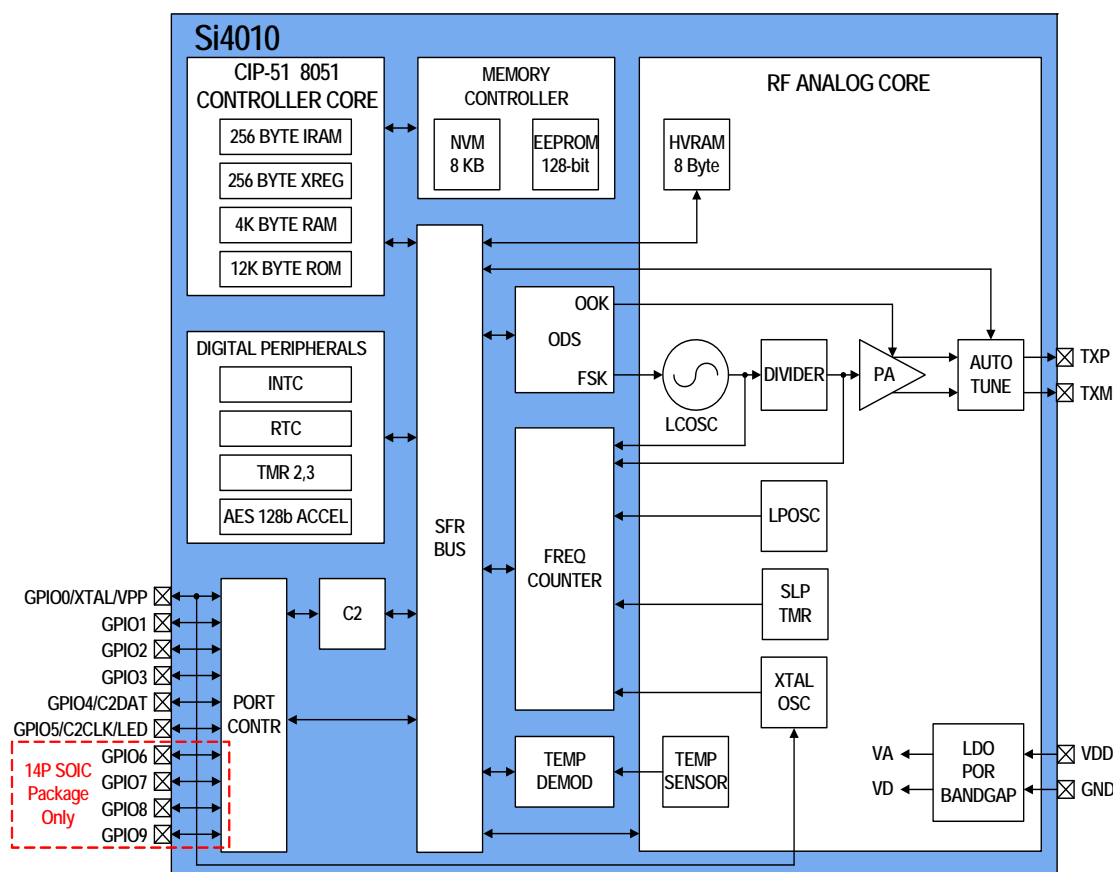 Si4010
CIP-51 8051
CONTROLLER CORE
256 BYTE IRAM
256 BYTE XREG
4K BYTE RAM
12K BYTE ROM
MEMORY
CONTROLLER
NVM
8 KB
EEPROM
128-bit
RF ANALOG CORE
HVRAM
8 Byte
DIGITAL PERIPHERALS
INTC
RTC
TMR 2,3
AES 128b ACCEL
SFR
BUS
OOK
ODS
FSK
LCOSC
DIVIDER
PA
AUTO
TUNE
TXP
TXM
FREQ
COUNTER
LPOSC
SLP
TMR
XTAL
OSC
C2
PORT
CONTR
GPIO0/XTAL/VPP
GPIO1
GPIO2
GPIO3
GPIO4/C2DAT
GPIO5/C2CLK/LED
GPIO6
GPIO7
GPIO8
GPIO9
14P SOIC
Package
Only
TEMP
DEMOD
TEMP
SENSOR
VA
VD
LDO
POR
BANDGAP
VDD
GND